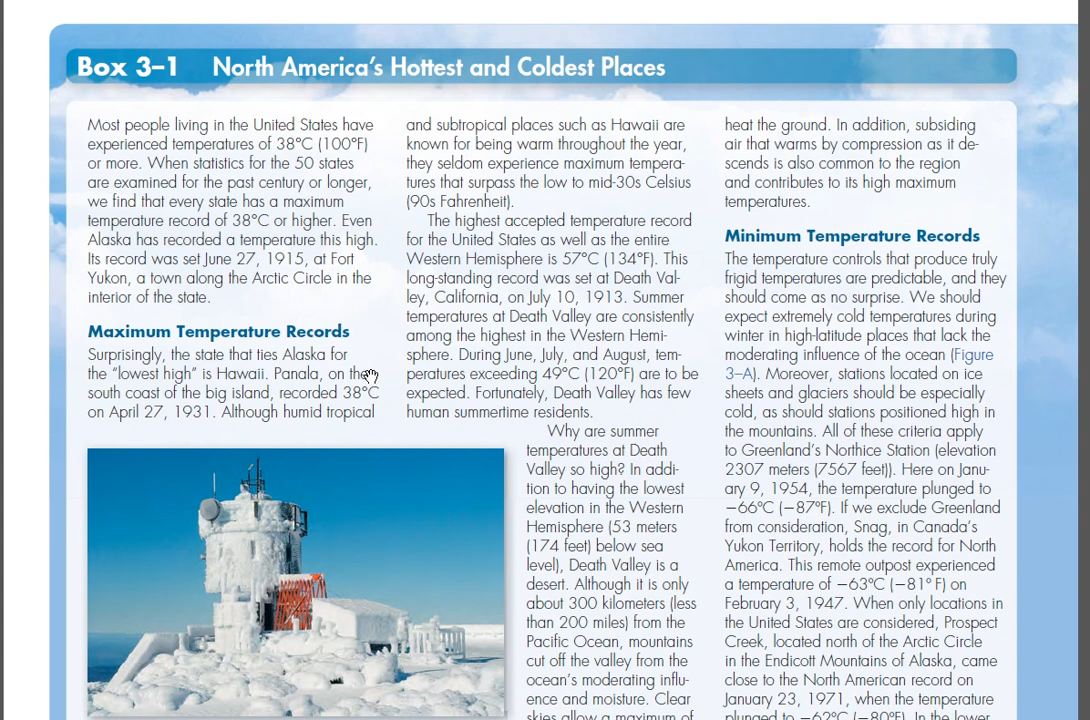 Box 3–1 North America's Hottest and Coldest Places
Most people living in the United States have
experienced temperatures of 38°C (100°F)
or more. When statistics for the 50 states
are examined for the past century or longer,
we find that every state has a maximum
temperature record of 38°C or higher. Even
Alaska has recorded a temperature this high.
Its record was set June 27, 1915, at Fort
Yukon, a town along the Arctic Circle in the
interior of the state.
Maximum Temperature Records
Surprisingly, the state that ties Alaska for
the "lowest high" is Hawaii. Panala, on the
south coast of the big island, recorded 38°C
on April 27, 1931. Although humid tropical
and subtropical places such as Hawaii are
known for being warm throughout the year,
they seldom experience maximum tempera-
tures that surpass the low to mid-30s Celsius
(90s Fahrenheit).
The highest accepted temperature record
for the United States as well as the entire
Western Hemisphere is 57°C (134°F). This
long-standing record was set at Death Val-
ley, California, on July 10, 1913. Summer
temperatures at Death Valley are consistently
among the highest in the Western Hemi-
sphere. During June, July, and August, tem-
peratures exceeding 49°C (120°F) are to be
expected. Fortunately, Death Valley has few
human summertime residents.
Why are summer
temperatures at Death
Valley so high? In addi-
tion to having the lowest
elevation in the Western
Hemisphere (53 meters
(174 feet) below sea
level), Death Valley is a
desert. Although it is only
about 300 kilometers (less
than 200 miles) from the
Pacific Ocean, mountains
cut off the valley from the
ocean's moderating influ-
ence and moisture. Clear
skies allow a maximum of
heat the ground. In addition, subsiding
air that warms by compression as it de-
scends is also common to the region
and contributes to its high maximum
temperatures.
Minimum Temperature Records
The temperature controls that produce truly
frigid temperatures are predictable, and they
should come as no surprise. We should
expect extremely cold temperatures during
winter in high-latitude places that lack the
moderating influence of the ocean (Figure
3–A). Moreover, stations located on ice
sheets and glaciers should be especially
cold, as should stations positioned high in
the mountains. All of these criteria apply
to Greenland's Northice Station (elevation
2307 meters (7567 feet)). Here on Janu-
ary 9, 1954, the temperature plunged to
−66°C (−87°F). If we exclude Greenland
from consideration, Snag, in Canada's
Yukon Territory, holds the record for North
America. This remote outpost experienced
a temperature of −63°C (−81° F) on
February 3, 1947. When only locations in
the United States are considered, Prospect
Creek, located north of the Arctic Circle
in the Endicott Mountains of Alaska, came
close to the North American record on
January 23, 1971, when the temperature
plunged to −62°C (−80°F). In the lower